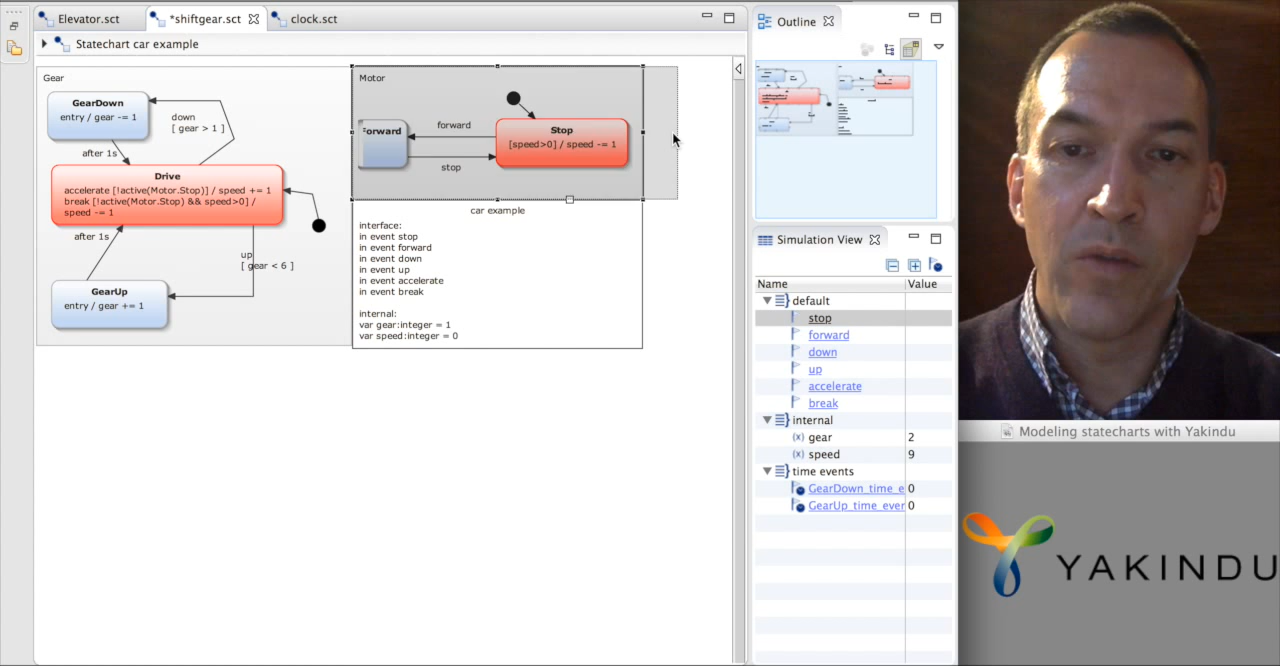 Elevator.sct
*shiftgear.sct
clock.sct
Statechart car example
Gear
GearDown
entry / gear -= 1
down
[ gear > 1 ]
after 1s
Drive
accelerate [!active(Motor.Stop)] / speed += 1
break [!active(Motor.Stop) && speed>0] /
speed -= 1
after 1s
up
[ gear < 6 ]
GearUp
entry / gear += 1
Motor
Forward
forward
stop
Stop
[speed>0] / speed -= 1
car example
interface:
in event stop
in event forward
in event down
in event up
in event accelerate
in event break
internal:
var gear:integer = 1
var speed:integer = 0
Outline
Simulation View
Name Value
default
stop
forward
down
up
accelerate
break
internal
(x) gear 2
(x) speed 9
time events
GearDown_time_e 0
GearUp_time_ever 0
Modeling statecharts with Yakindu
YAKINDU